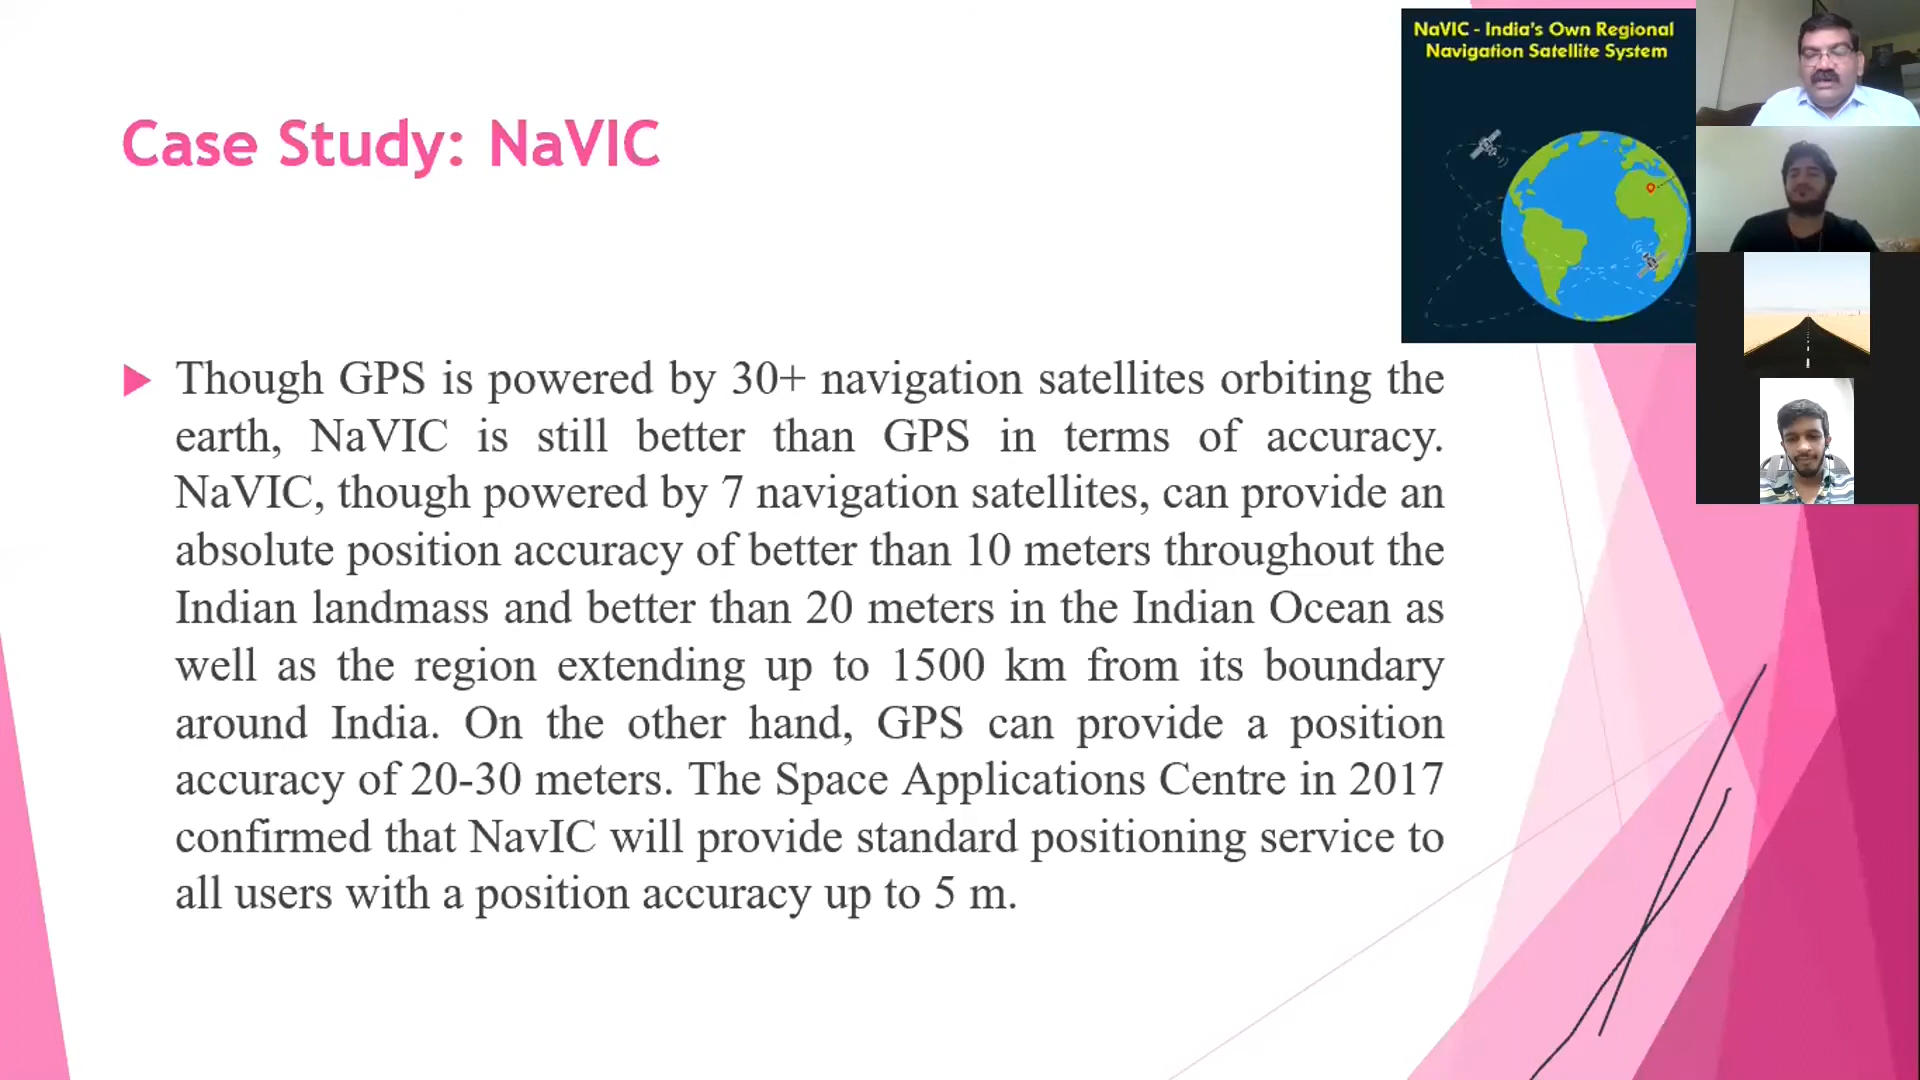 NaVIC - India's Own Regional
Navigation Satellite System
Case Study: NaVIC
Though GPS is powered by 30+ navigation satellites orbiting the
earth, NaVIC is still better than GPS in terms of accuracy.
NaVIC, though powered by 7 navigation satellites, can provide an
absolute position accuracy of better than 10 meters throughout the
Indian landmass and better than 20 meters in the Indian Ocean as
well as the region extending up to 1500 km from its boundary
around India. On the other hand, GPS can provide a position
accuracy of 20-30 meters. The Space Applications Centre in 2017
confirmed that NavIC will provide standard positioning service to
all users with a position accuracy up to 5 m.